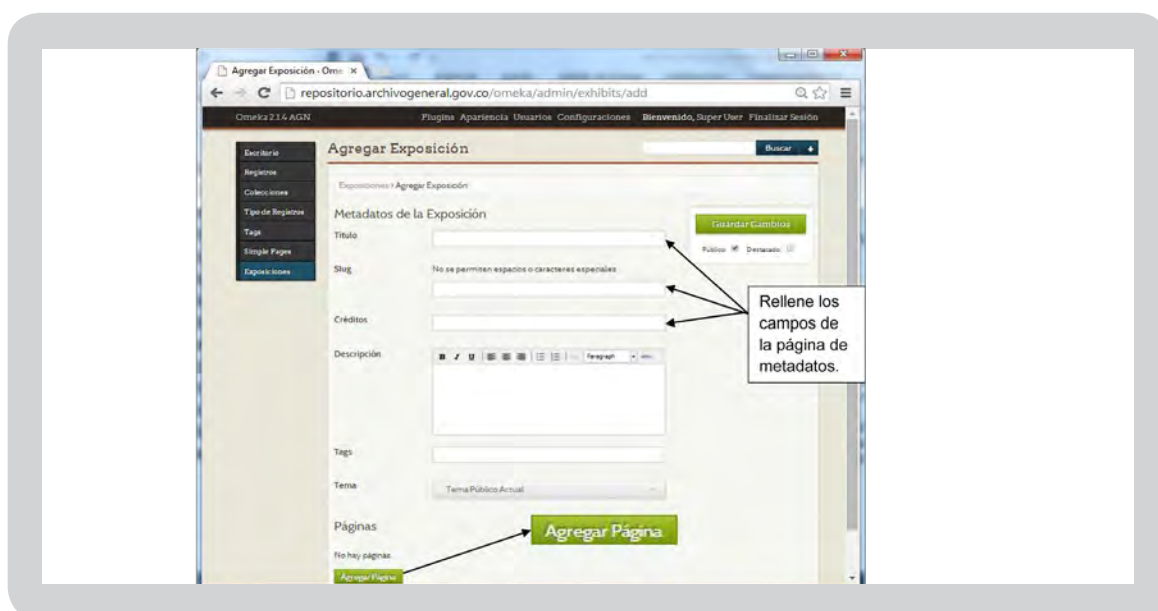 Agregar Exposición - Ome
repositorio.archivogeneral.gov.co/omeka/admin/exhibits/add
Omeka 2.1.4 AGN
Plugins Apariencia Usuarios Configuraciones Bienvenido, Super User Finalizar Sesión
Escritorio
Registros
Colecciones
Tipo de Registros
Tags
Simple Pages
Exposiciones
Agregar Exposición
Buscar
Exposiciones › Agregar Exposición
Metadatos de la Exposición
Título
Slug
No se permiten espacios o caracteres especiales
Créditos
Descripción
B I U
Paragraph
Tags
Tema
Tema Público Actual
Páginas
No hay páginas.
Agregar Página
Guardar Cambios
Público
Destacado
Rellene los
campos de
la página de
metadatos.
Agregar Página